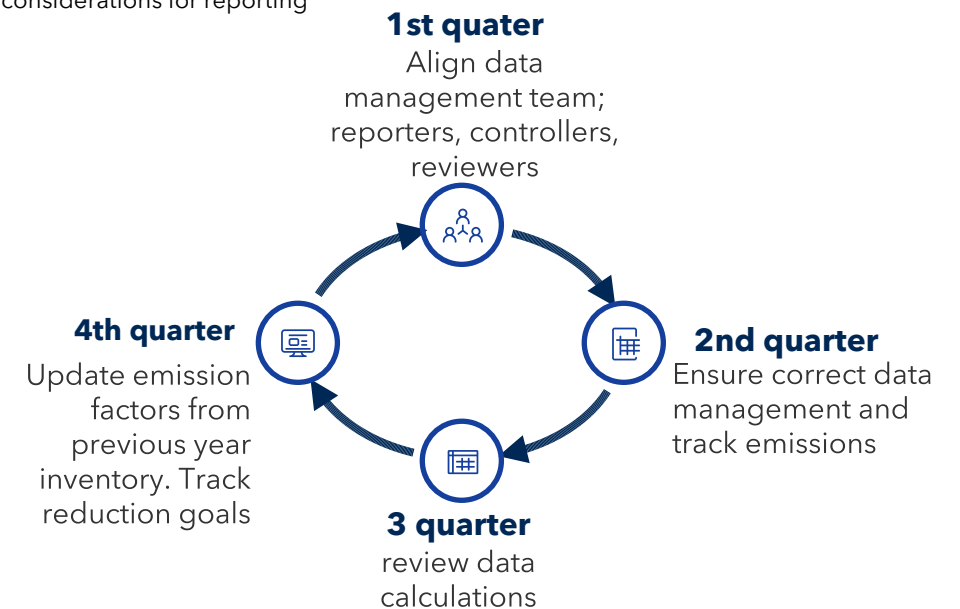 considerations for reporting
1st quater
Align data
management team;
reporters, controllers,
reviewers
2nd quarter
Ensure correct data
management and
track emissions
3 quarter
review data
calculations
4th quarter
Update emission
factors from
previous year
inventory. Track
reduction goals